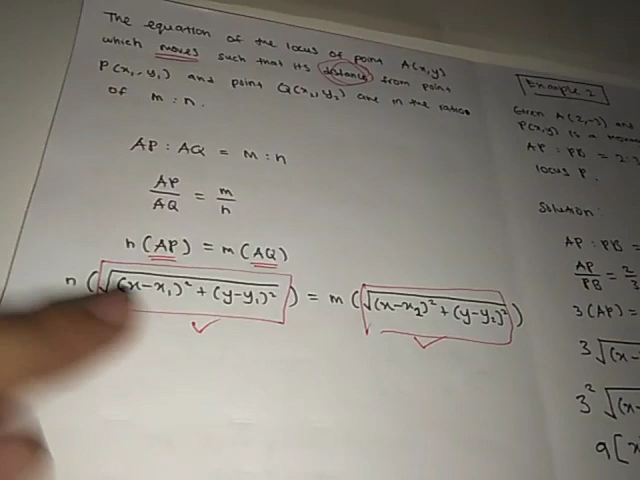 The equation of the locus of point A(x,y)
which moves such that its distance from point
P(x₁, y₁) and point Q(x₂, y₂) are in the ratio
of m : n.
AP : AQ = m : n
AP/AQ = m/n
n (AP) = m (AQ)
n (√(x-x₁)² + (y-y₁)²) = m (√(x-x₂)² + (y-y₂)²)
Example 2
Given A(2,-3) and
P(x,y) is a
AP : PB = 2:3
locus P.
Solution:
AP : PB =
AP/PB = 2/3
3(AP) =
3√(x-
3²√(x-
9[x